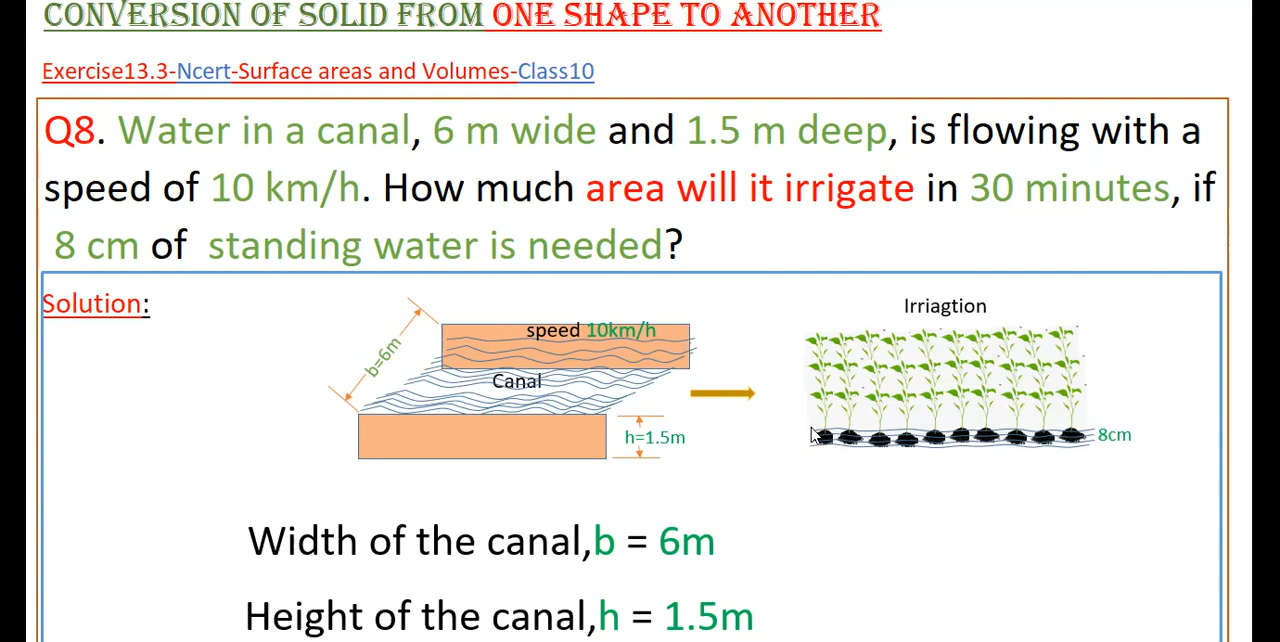 CONVERSION OF SOLID FROM ONE SHAPE TO ANOTHER
Exercise13.3-Ncert-Surface areas and Volumes-Class10
Q8. Water in a canal, 6 m wide and 1.5 m deep, is flowing with a
speed of 10 km/h. How much area will it irrigate in 30 minutes, if
8 cm of standing water is needed?
Solution:
Irriagtion
speed 10km/h
b=6m
Canal
h=1.5m
8cm
Width of the canal,b = 6m
Height of the canal,h = 1.5m